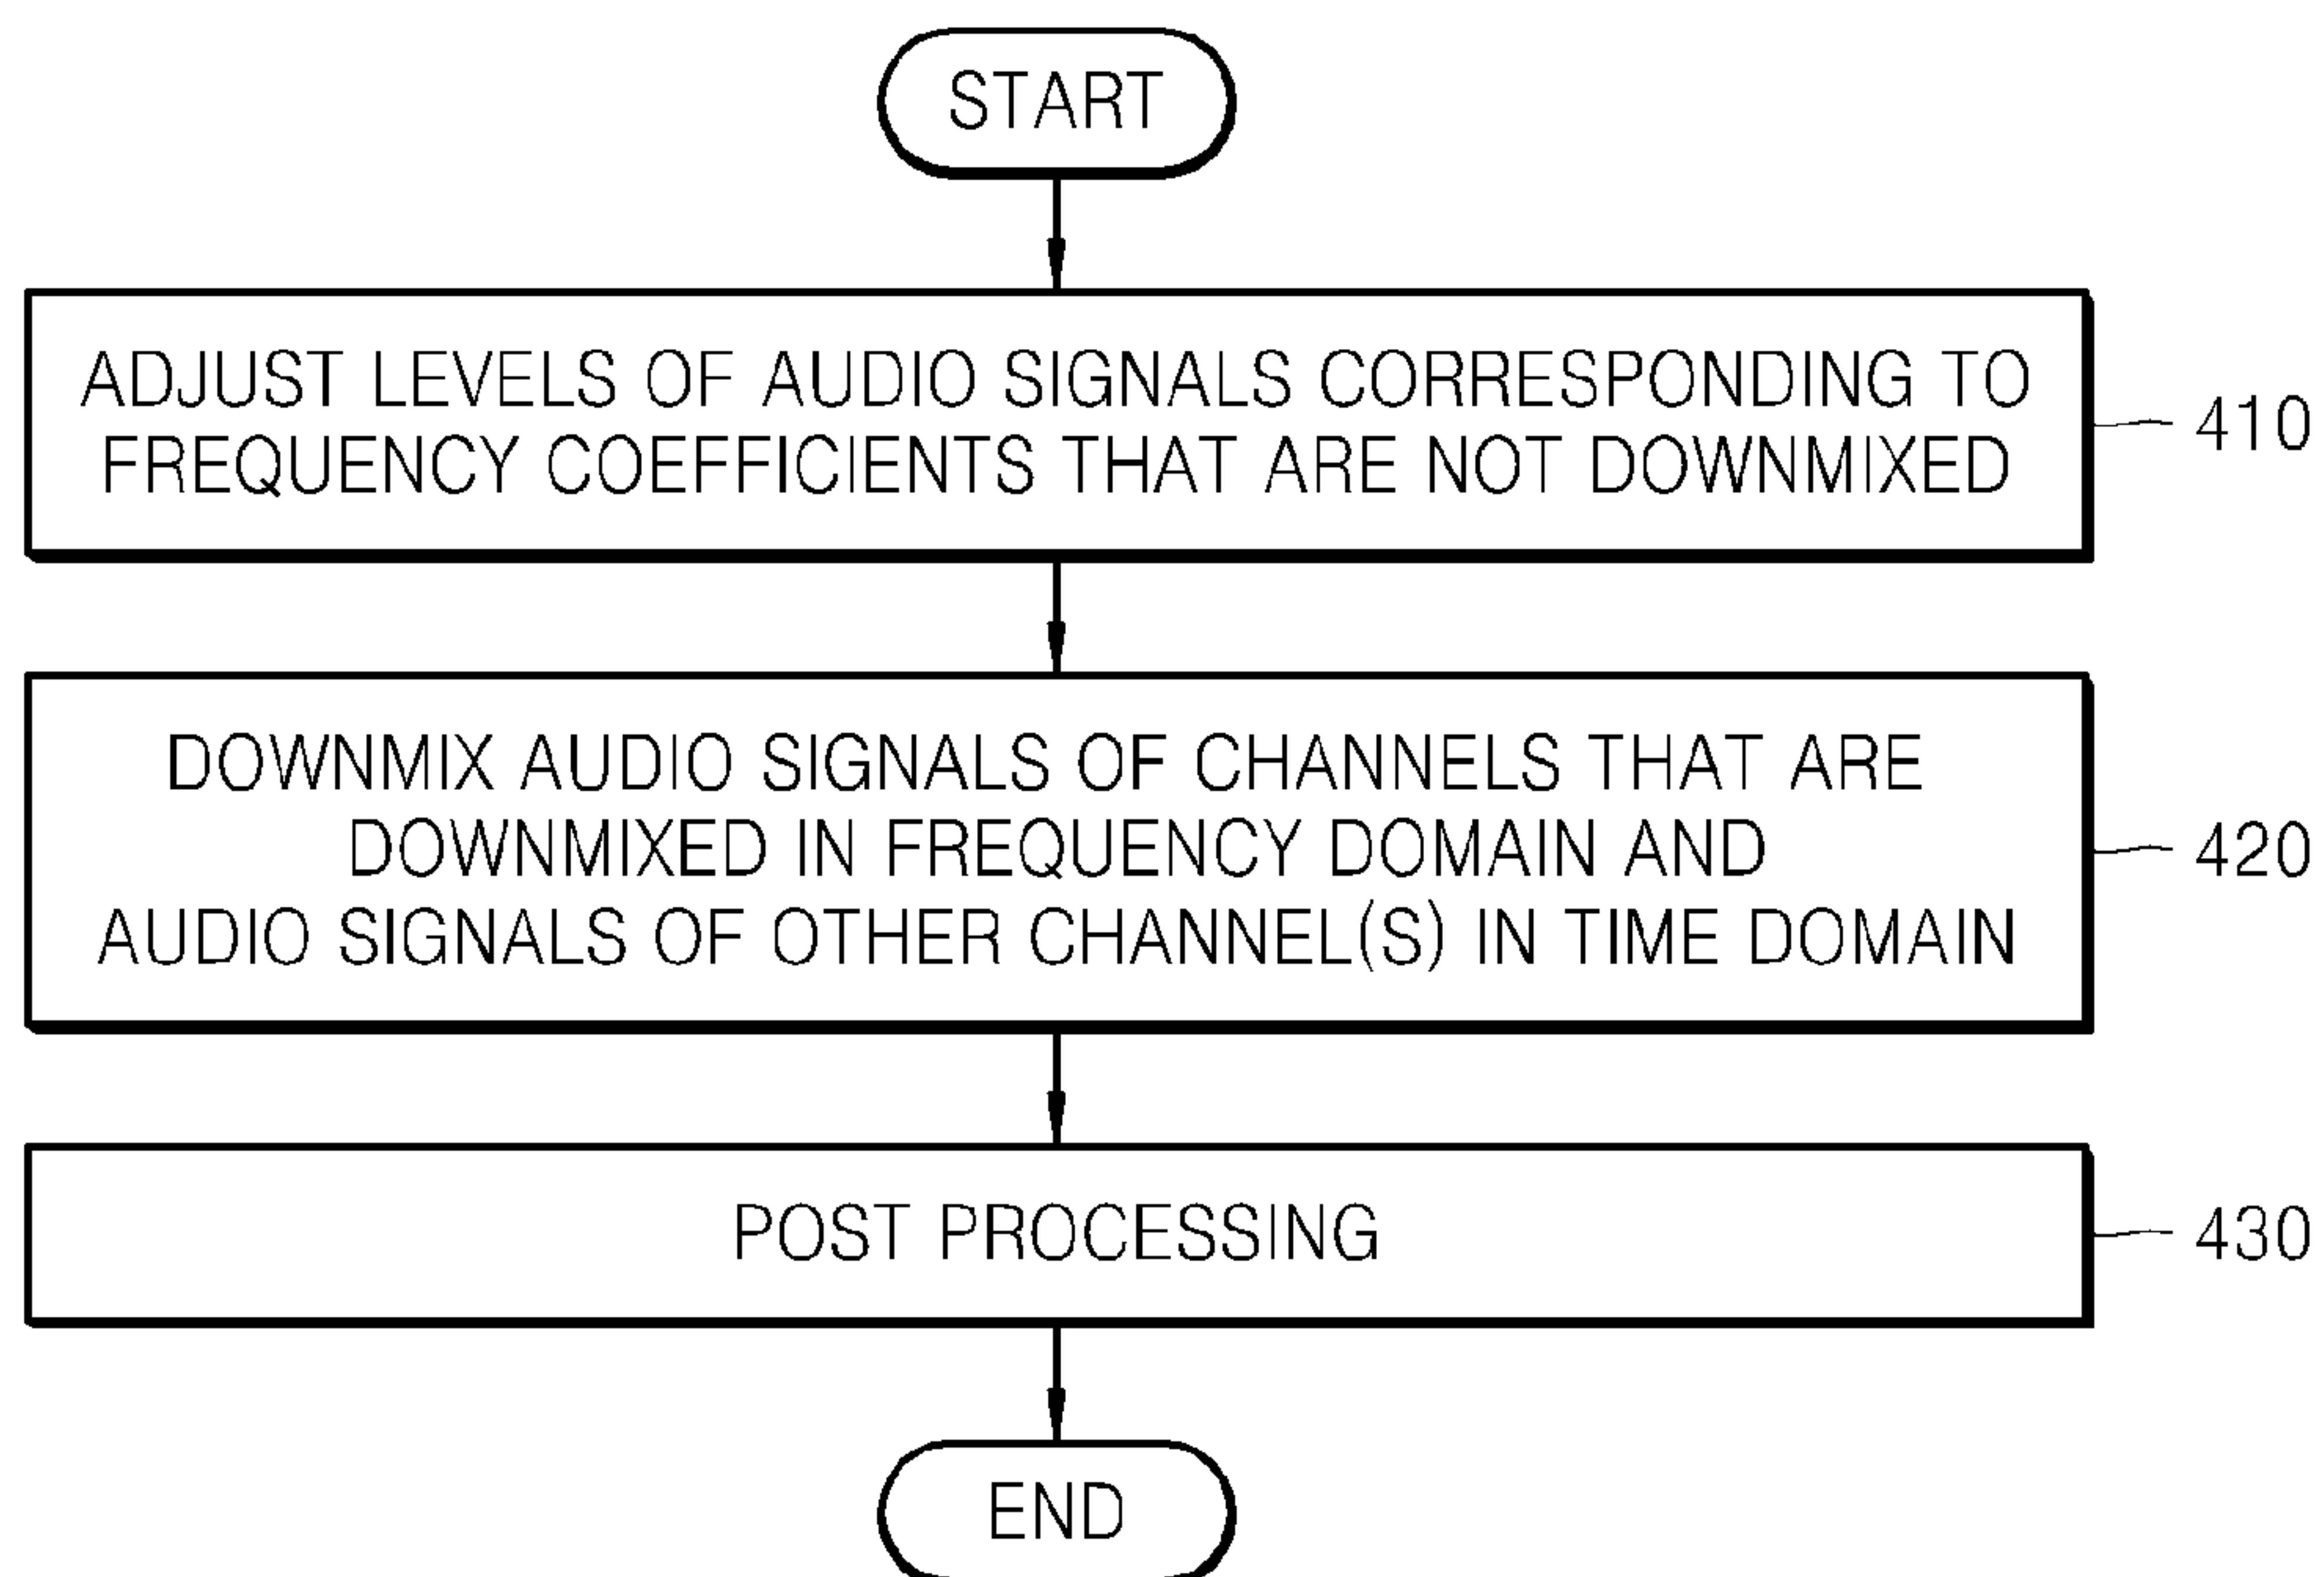 START
ADJUST LEVELS OF AUDIO SIGNALS CORRESPONDING TO
FREQUENCY COEFFICIENTS THAT ARE NOT DOWNMIXED
410
DOWNMIX AUDIO SIGNALS OF CHANNELS THAT ARE
DOWNMIXED IN FREQUENCY DOMAIN AND
AUDIO SIGNALS OF OTHER CHANNEL(S) IN TIME DOMAIN
420
POST PROCESSING
430
END